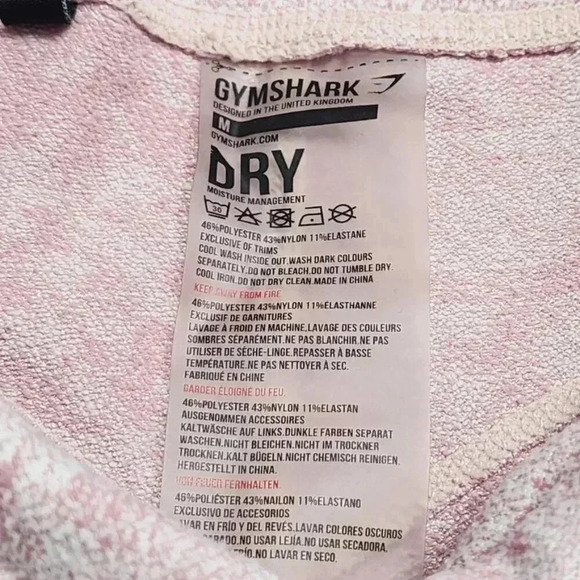 GYMSHARK
DESIGNED IN THE UNITED KINGDOM
M
GYMSHARK.COM
DRY
MOISTURE MANAGEMENT
30
46%POLYESTER 43%NYLON 11%ELASTANE
EXCLUSIVE OF TRIMS
COOL WASH INSIDE OUT.WASH DARK COLOURS
SEPARATELY.DO NOT BLEACH.DO NOT TUMBLE DRY.
COOL IRON.DO NOT DRY CLEAN.MADE IN CHINA
KEEP AWAY FROM FIRE.
46%POLYESTER 43%NYLON 11%ÉLASTHANNE
EXCLUSIF DE GARNITURES
LAVAGE À FROID EN MACHINE.LAVAGE DES COULEURS
SOMBRES SÉPAREMENT.NE PAS BLANCHIR.NE PAS
UTILISER DE SÈCHE-LINGE.REPASSER À BASSE
TEMPÉRATURE.NE PAS NETTOYER À SEC.
FABRIQUÉ EN CHINE
GARDER ÉLOIGNÉ DU FEU.
46%POLYESTER 43%NYLON 11%ELASTAN
AUSGENOMMEN ACCESSOIRES
KALTWÄSCHE AUF LINKS.DUNKLE FARBEN SEPARAT
WASCHEN.NICHT BLEICHEN.NICHT IM TROCKNER
TROCKNEN.KALT BÜGELN.NICHT CHEMISCH REINIGEN.
HERGESTELLT IN CHINA.
VON FEUER FERNHALTEN.
46%POLIÉSTER 43%NAILON 11%ELASTANO
EXCLUSIVO DE ACCESORIOS
EN FRÍO Y DEL REVÉS.LAVAR COLORES OSCUROS
NO USAR LEJÍA.NO USAR SECADORA.
FRÍO.NO LAVAR EN SECO.